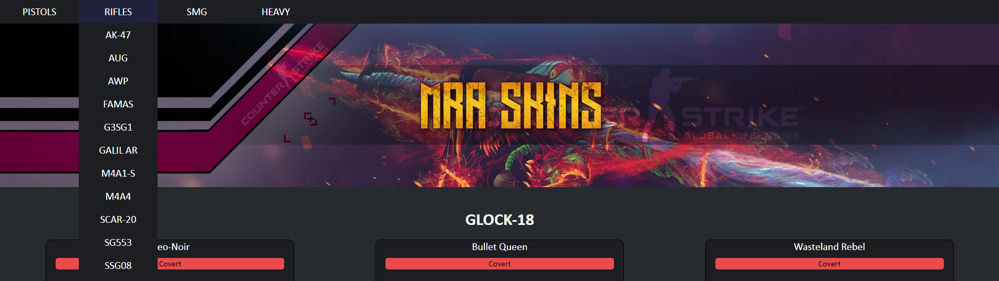 PISTOLS RIFLES SMG HEAVY
AK-47
AUG
AWP
FAMAS
G3SG1
GALIL AR
M4A1-S
M4A4
SCAR-20
SG553
SSG08
COUNTER STRIKE
MRA SKINS
ER STRIKE
GLOBAL OFFENSIVE
GLOCK-18
eo-Noir Bullet Queen Wasteland Rebel
Covert Covert Covert